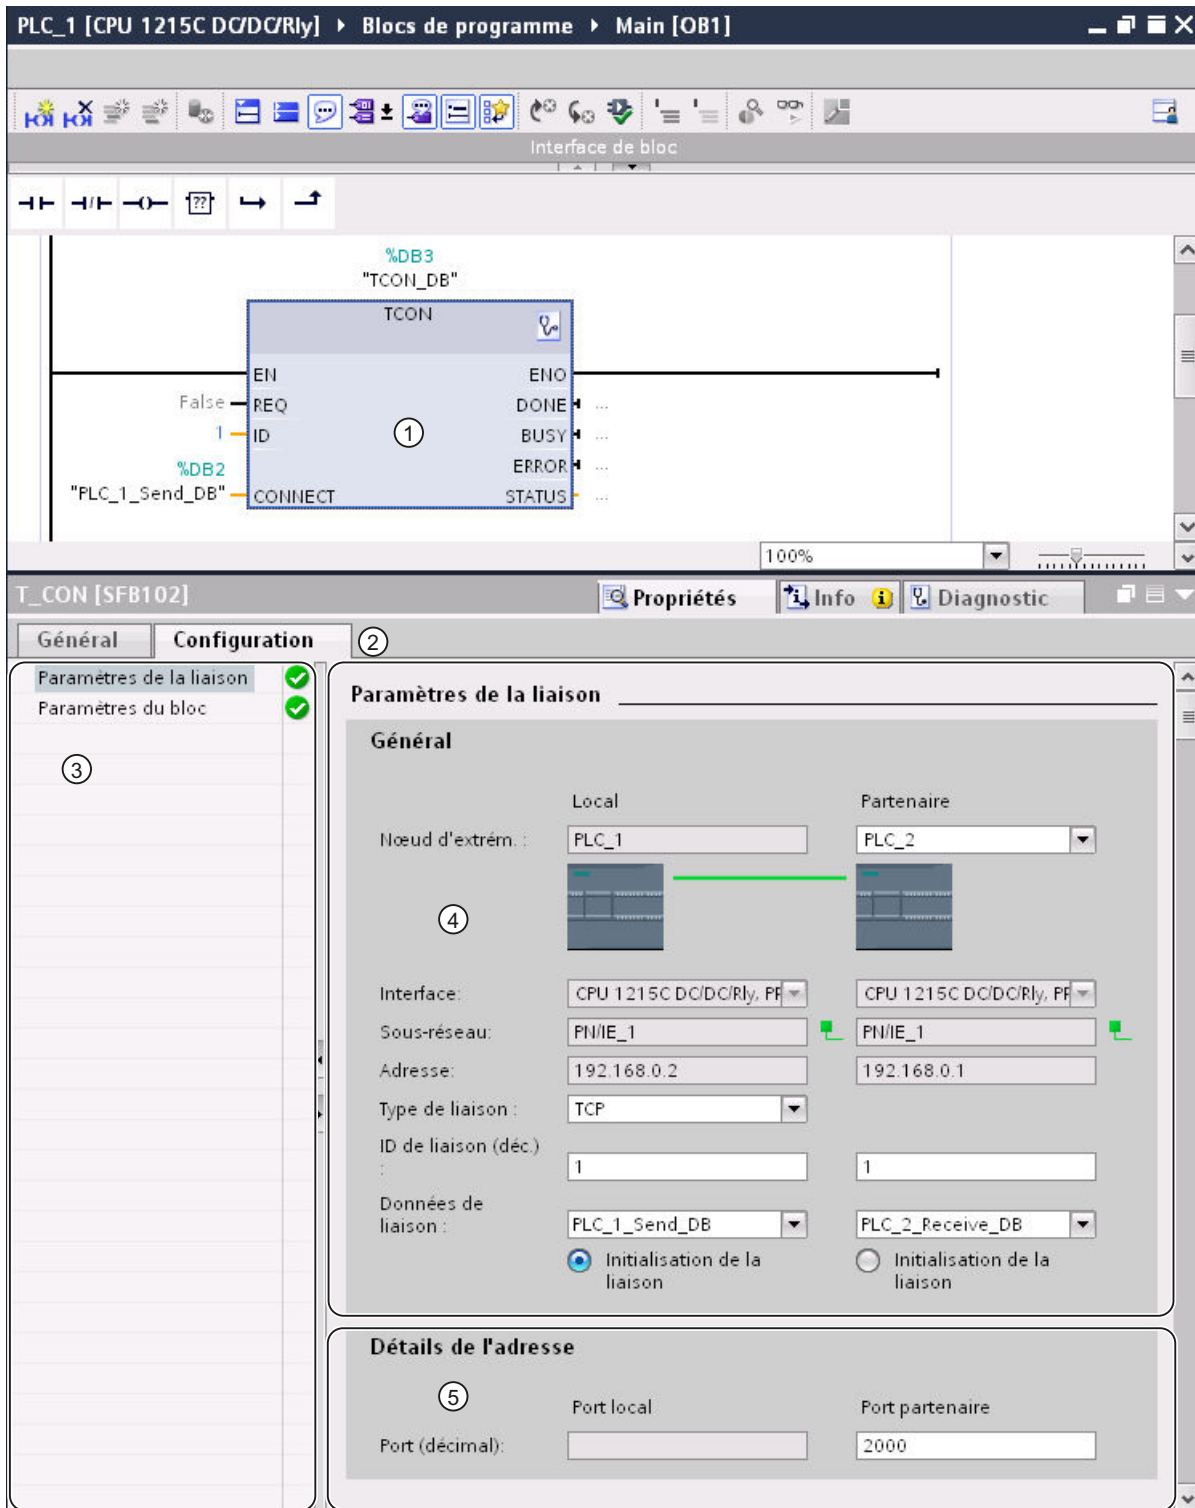 PLC_1 [CPU 1215C DC/DC/Rly] ▸ Blocs de programme ▸ Main [OB1]
Interface de bloc
??
%DB3
"TCON_DB"
TCON
EN ENO
False REQ DONE ...
1 ID ① BUSY ...
%DB2 ERROR ...
"PLC_1_Send_DB" CONNECT STATUS ...
100%
T_CON [SFB102] Propriétés Info Diagnostic
Général Configuration ②
Paramètres de la liaison
Paramètres du bloc
③
Paramètres de la liaison
Général
Local Partenaire
Nœud d'extrém. : PLC_1 PLC_2
④
Interface: CPU 1215C DC/DC/Rly, PF CPU 1215C DC/DC/Rly, PF
Sous-réseau: PN/IE_1 PN/IE_1
Adresse: 192.168.0.2 192.168.0.1
Type de liaison : TCP
ID de liaison (déc.)
: 1 1
Données de
liaison : PLC_1_Send_DB PLC_2_Receive_DB
Initialisation de la Initialisation de la
liaison liaison
Détails de l'adresse
⑤
Port local Port partenaire
Port (décimal): 2000